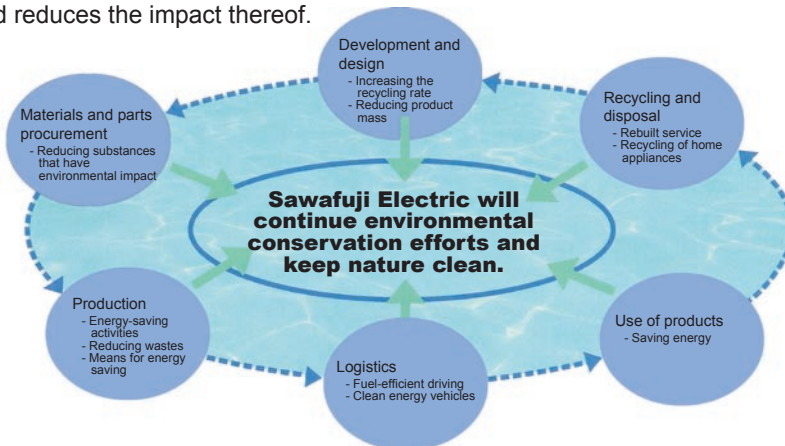 d reduces the impact thereof.
Development and
design
- Increasing the
recycling rate
- Reducing product
mass
Materials and parts
procurement
- Reducing substances
that have
environmental impact
Recycling and
disposal
- Rebuilt service
- Recycling of home
appliances
Sawafuji Electric will
continue environmental
conservation efforts and
keep nature clean.
Production
- Energy-saving
activities
- Reducing wastes
- Means for energy
saving
Logistics
- Fuel-efficient driving
- Clean energy vehicles
Use of products
- Saving energy